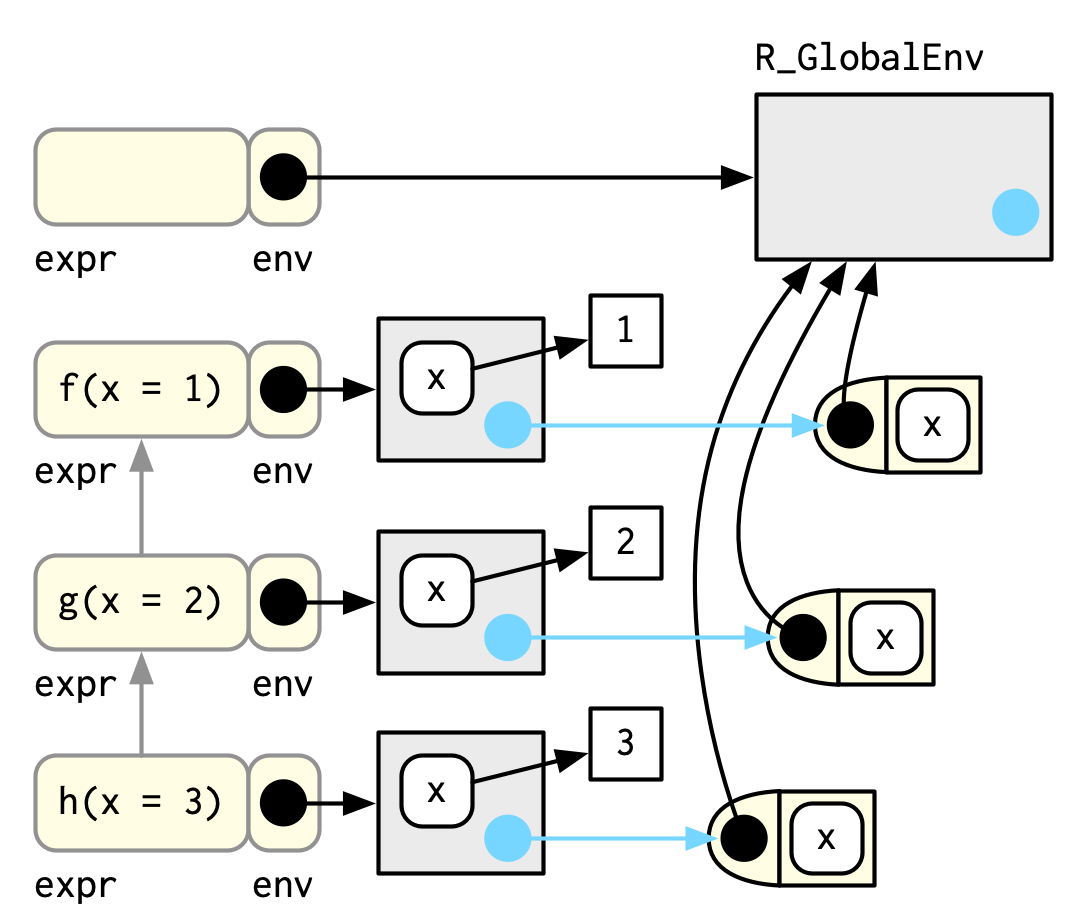 R_GlobalEnv
expr env
1
f(x = 1) x x
expr env
2
g(x = 2) x x
expr env
3
h(x = 3) x x
expr env